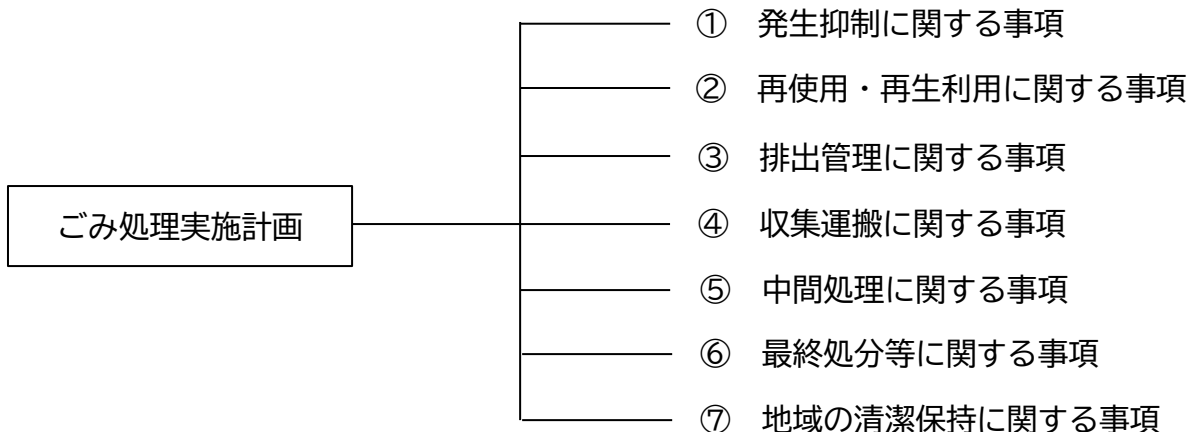 ① 発生抑制に関する事項
② 再使用・再生利用に関する事項
③ 排出管理に関する事項
ごみ処理実施計画
④ 収集運搬に関する事項
⑤ 中間処理に関する事項
⑥ 最終処分等に関する事項
⑦ 地域の清潔保持に関する事項